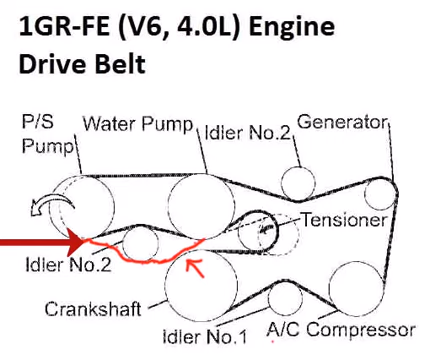 1GR-FE (V6, 4.0L) Engine
Drive Belt
P/S
Pump
Water Pump
Idler No.2
Generator
Tensioner
Idler No.2
Crankshaft
Idler No.1
A/C Compressor